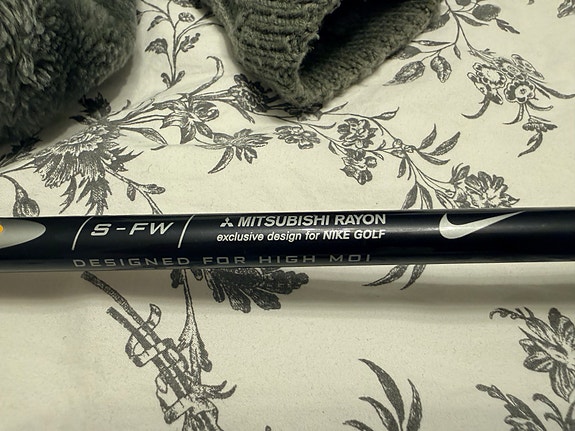 S-FW
MITSUBISHI RAYON
exclusive design for NIKE GOLF
DESIGNED FOR HIGH MOI